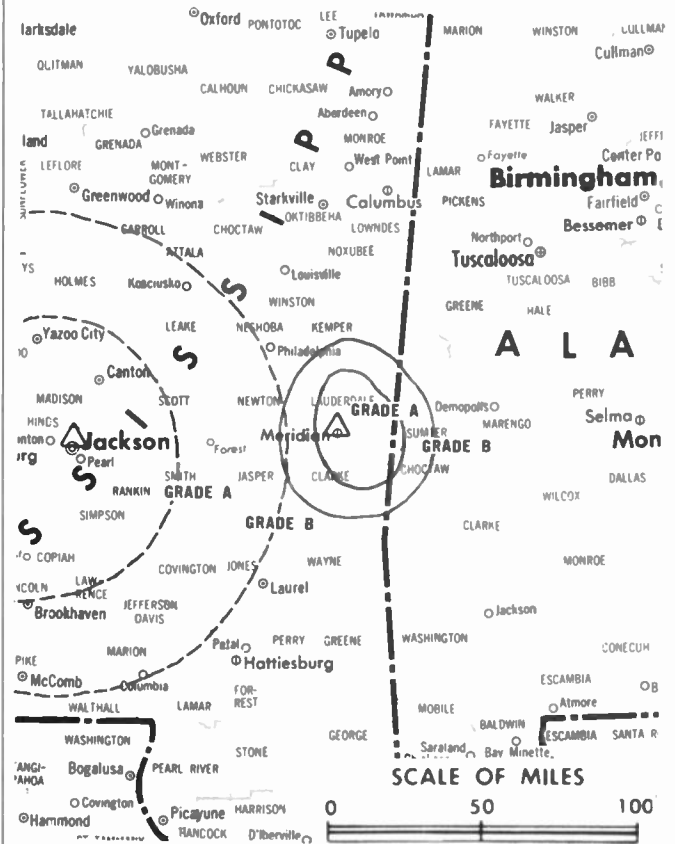 Oxford
PONTOTOC
LEE
Tupelo
MARION
WINSTON
Cullman
QUITMAN
YALOBUSHA
CALHOUN
CHICKASAW
Amory
P
WALKER
TALLAHATCHIE
Aberdeen
FAYETTE
Jasper
Grenada
GRENADA
MONROE
P
land
LEFLORE
MONT-
GOMERY
WEBSTER
CLAY
West Point
LAMAR
Fayette
Center Po
Birmingham
Greenwood
Winona
Starkville
Columbus
PICKENS
Fairfield
I
OKTIBBEHA
Bessemer
CARROLL
CHOCTAW
LOWNDES
Northport
ATTALA
NOXUBEE
Tuscaloosa
YS
HOLMES
Kosciusko
Louisville
TUSCALOOSA
BIBB
S
WINSTON
GREENE
HALE
LEAKE
NESHOBA
KEMPER
Yazoo City
Philadelphia
A L A
S
Canton
MADISON
SCOTT
NEWTON
LAUDERDALE
GRADE A
Demopolis
PERRY
HINDS
I
MARENGO
Selma
nton
Jackson
Forest
Meridian
SUMTER
GRADE B
Mon
urg
Pearl
S
SMITH
JASPER
CLARKE
CHOCTAW
DALLAS
RANKIN
GRADE A
WILCOX
SIMPSON
GRADE B
CLARKE
S
COPIAH
COVINGTON
JONES
WAYNE
MONROE
NCOLN
LAW-
RENCE
Laurel
Brookhaven
JEFFERSON
DAVIS
Jackson
PIKE
MARION
Petal
PERRY
GREENE
WASHINGTON
CONECUH
McComb
Columbia
Hattiesburg
ESCAMBIA
WALTHALL
LAMAR
FOR-
REST
MOBILE
Atmore
B
WASHINGTON
GEORGE
BALDWIN
ESCAMBIA
SANTA R
STONE
Saraland
Bay Minette
ANGI-
AHOA
Bogalusa
PEARL RIVER
SCALE OF MILES
Covington
HARRISON
0 50 100
Hammond
Picayune
HANCOCK
D'Iberville